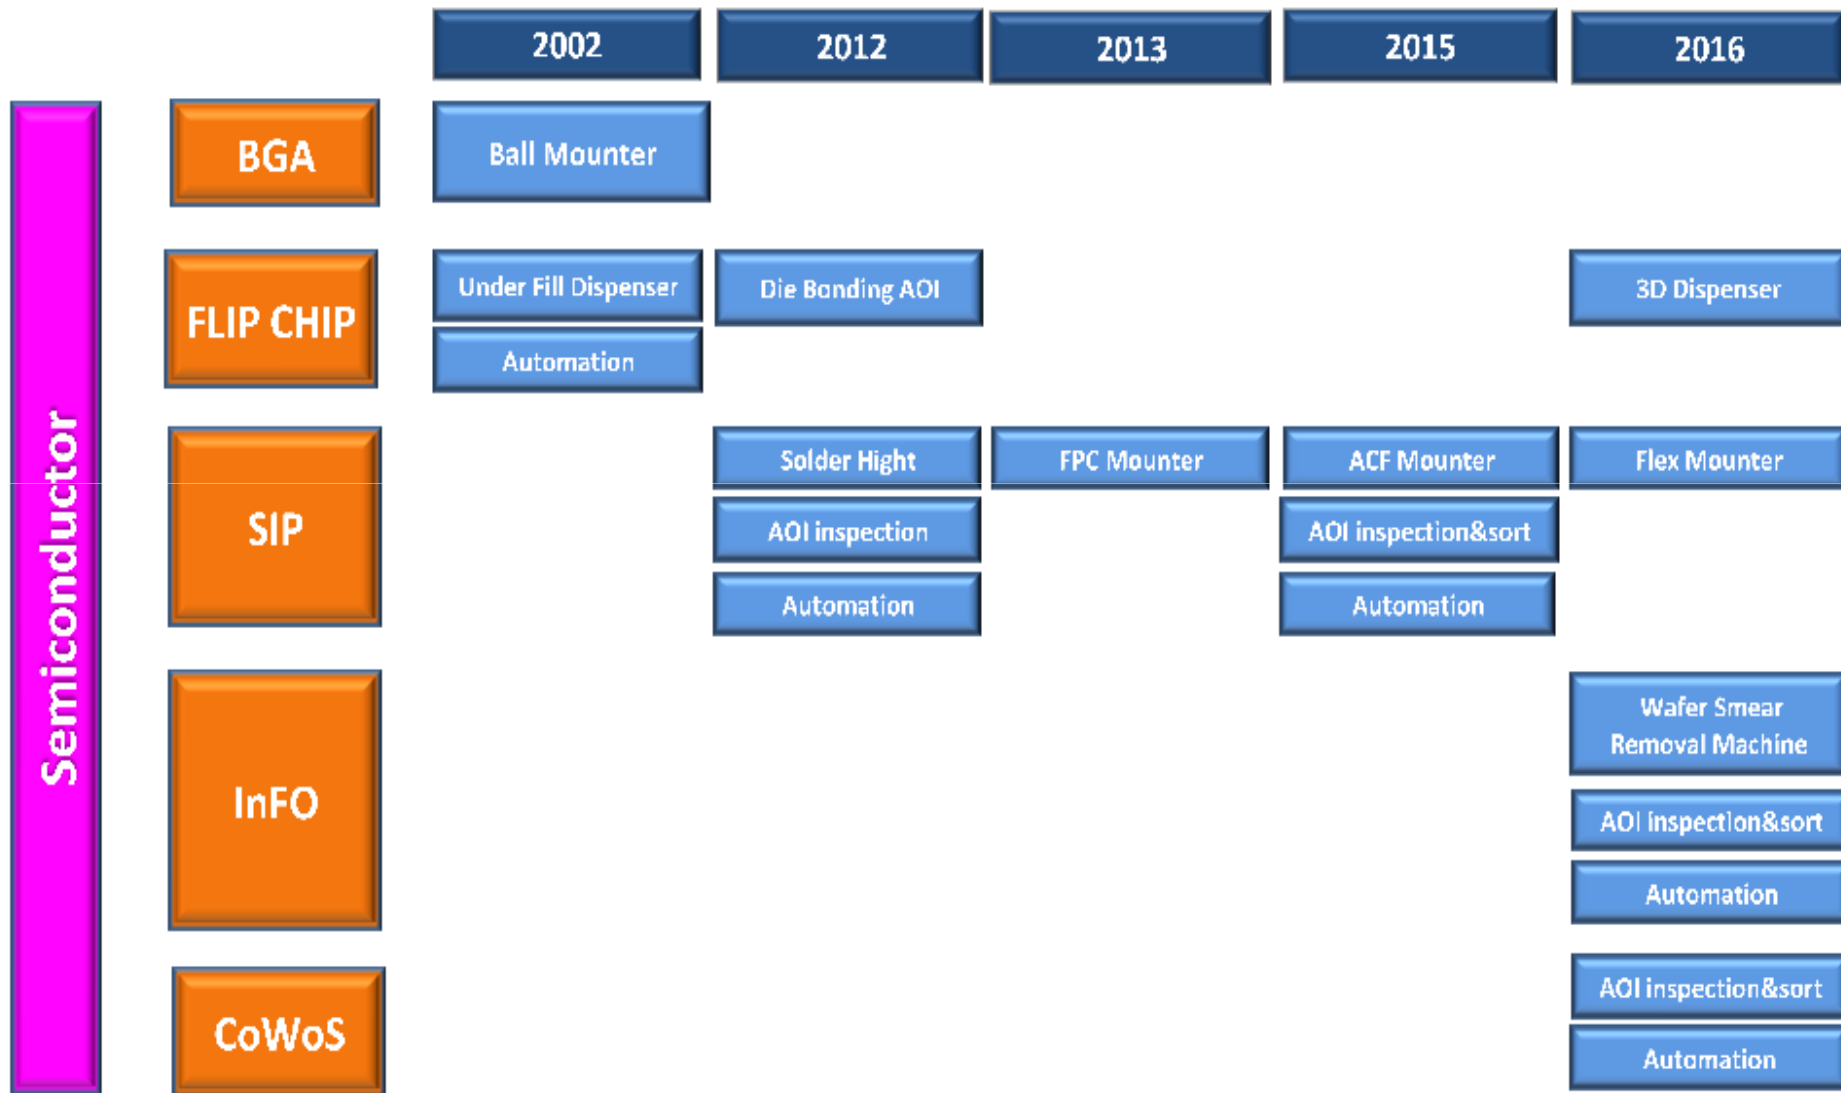 2002
2012
2013
2015
2016
Semiconductor
BGA
Ball Mounter
FLIP CHIP
Under Fill Dispenser
Die Bonding AOI
3D Dispenser
Automation
SIP
Solder Hight
FPC Mounter
ACF Mounter
Flex Mounter
AOI inspection
AOI inspection&sort
Automation
Automation
InFO
Wafer Smear
Removal Machine
AOI inspection&sort
Automation
CoWoS
AOI inspection&sort
Automation